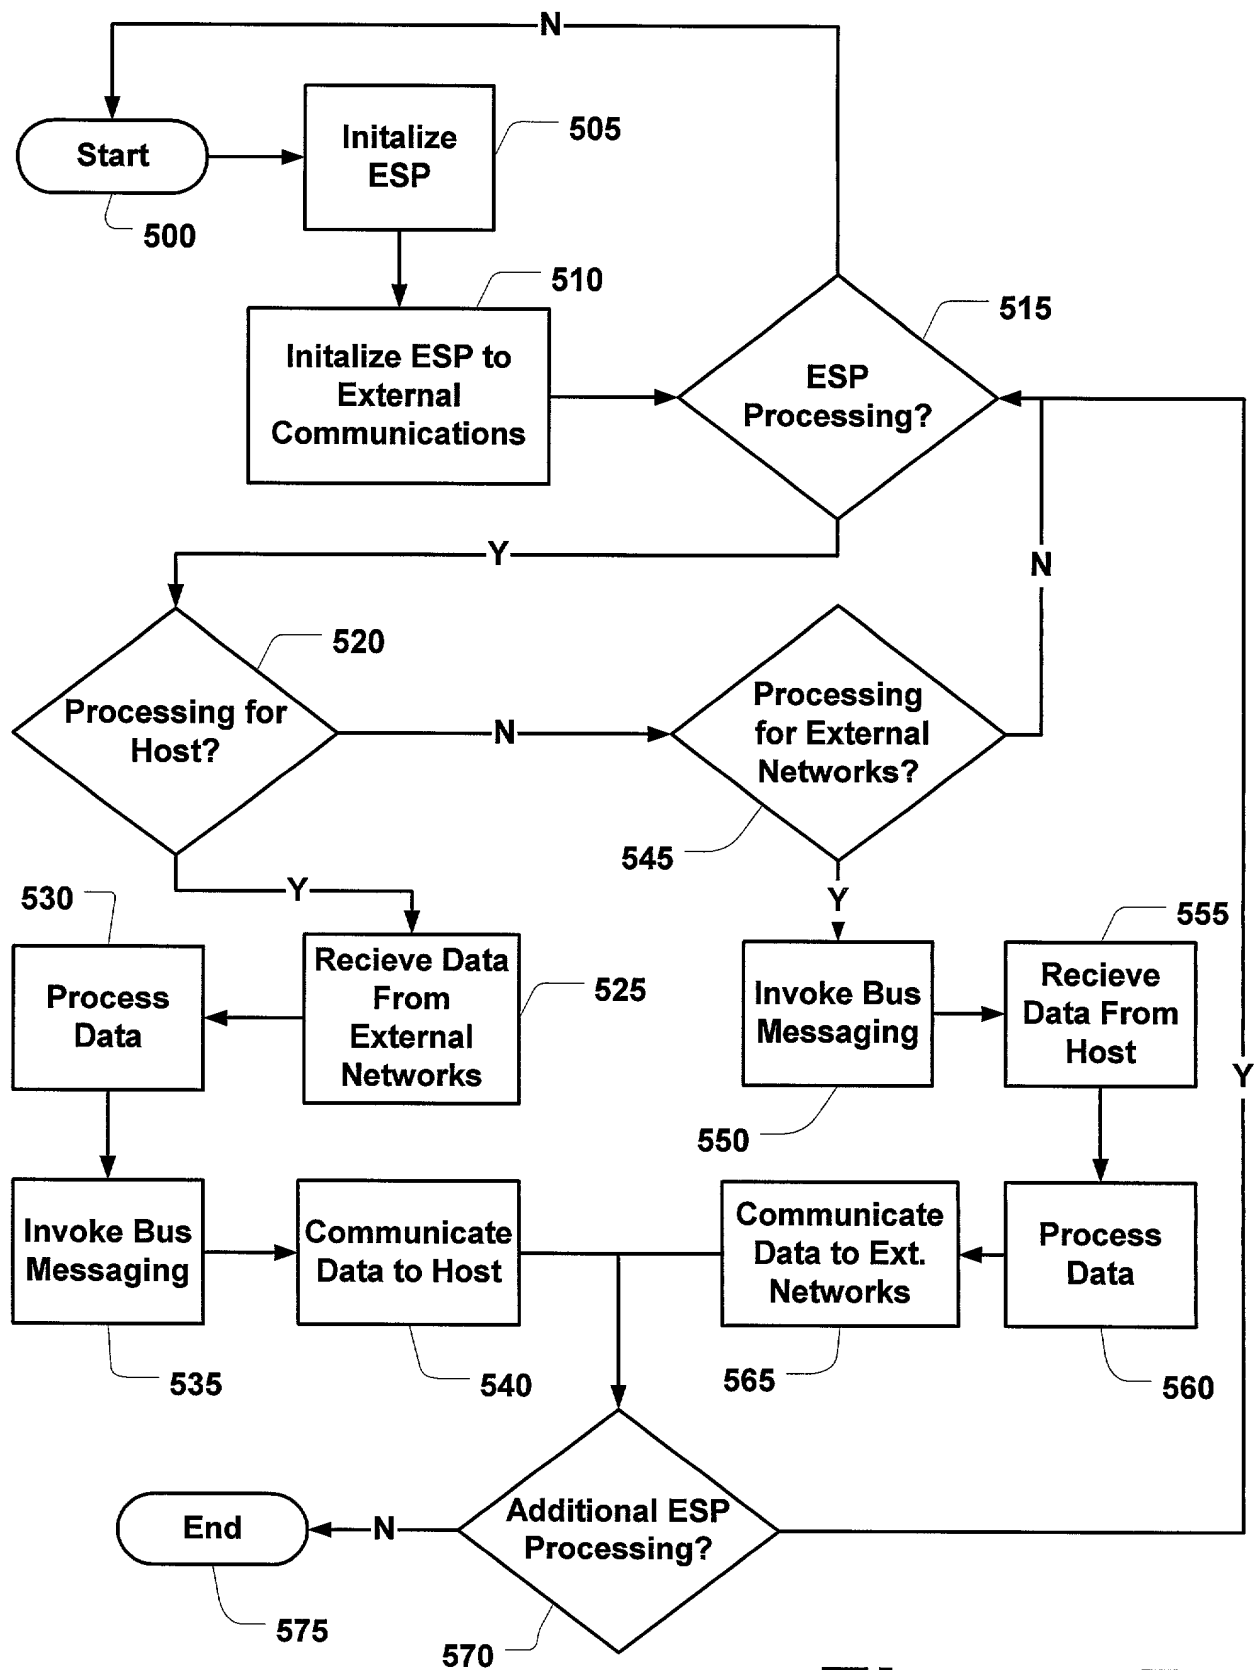 N
Start
500
Initalize
ESP
505
Initalize ESP to
External
Communications
510
ESP
Processing?
515
Y
N
Processing for
Host?
520
N
Processing
for External
Networks?
545
Y
Y
530
Process
Data
Recieve Data
From
External
Networks
525
Invoke Bus
Messaging
550
Recieve
Data From
Host
555
Y
Invoke Bus
Messaging
535
Communicate
Data to Host
540
Communicate
Data to Ext.
Networks
565
Process
Data
560
Additional ESP
Processing?
570
N
End
575